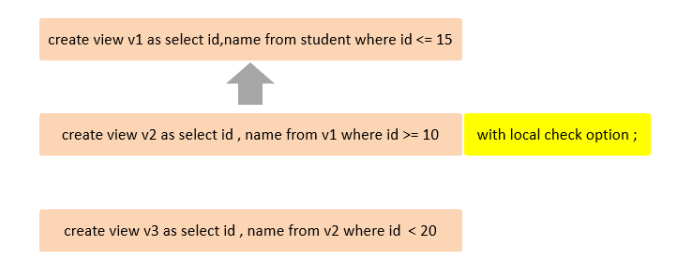 create view v1 as select id,name from student where id <= 15
create view v2 as select id , name from v1 where id >= 10 with local check option ;
create view v3 as select id , name from v2 where id < 20